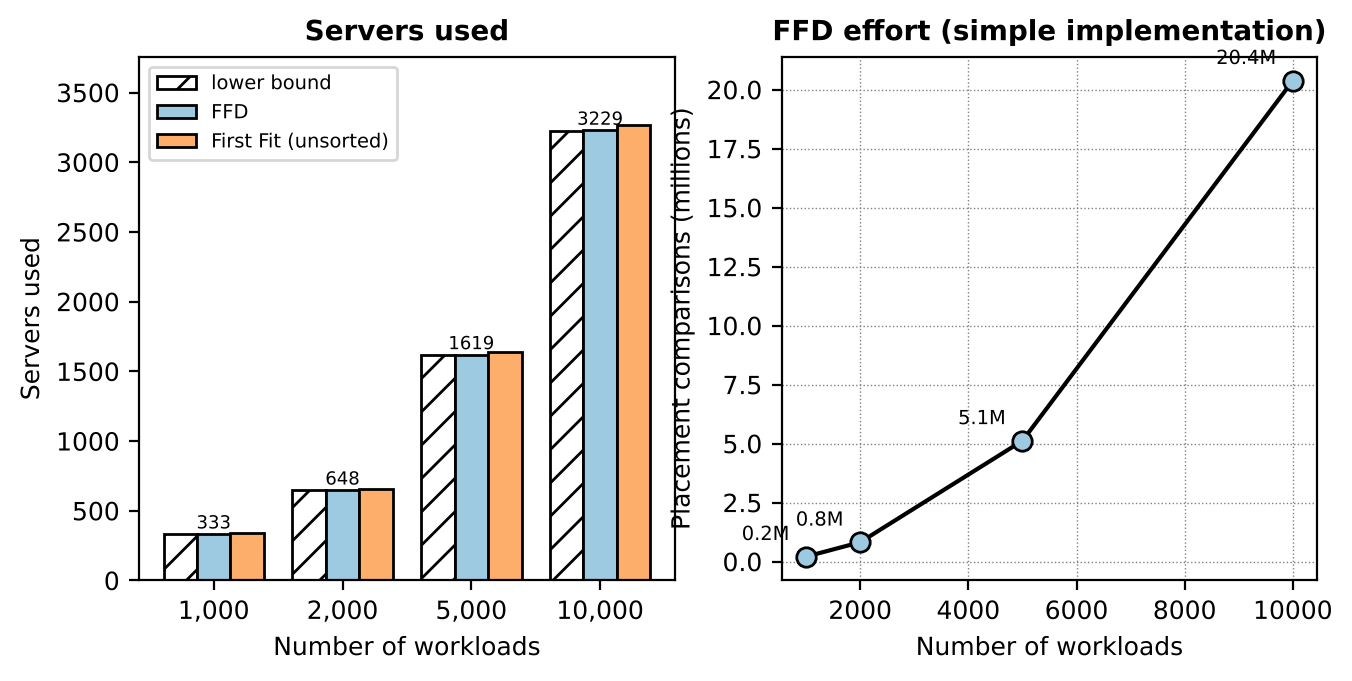 Servers used
3500
3000
2500
2000
1500
1000
500
0
Servers used
lower bound
FFD
First Fit (unsorted)
333
648
1619
3229
1,000
2,000
5,000
10,000
Number of workloads
FFD effort (simple implementation)
20.0
17.5
15.0
12.5
10.0
7.5
5.0
2.5
0.0
Placement comparisons (millions)
0.2M
0.8M
5.1M
20.4M
2000
4000
6000
8000
10000
Number of workloads